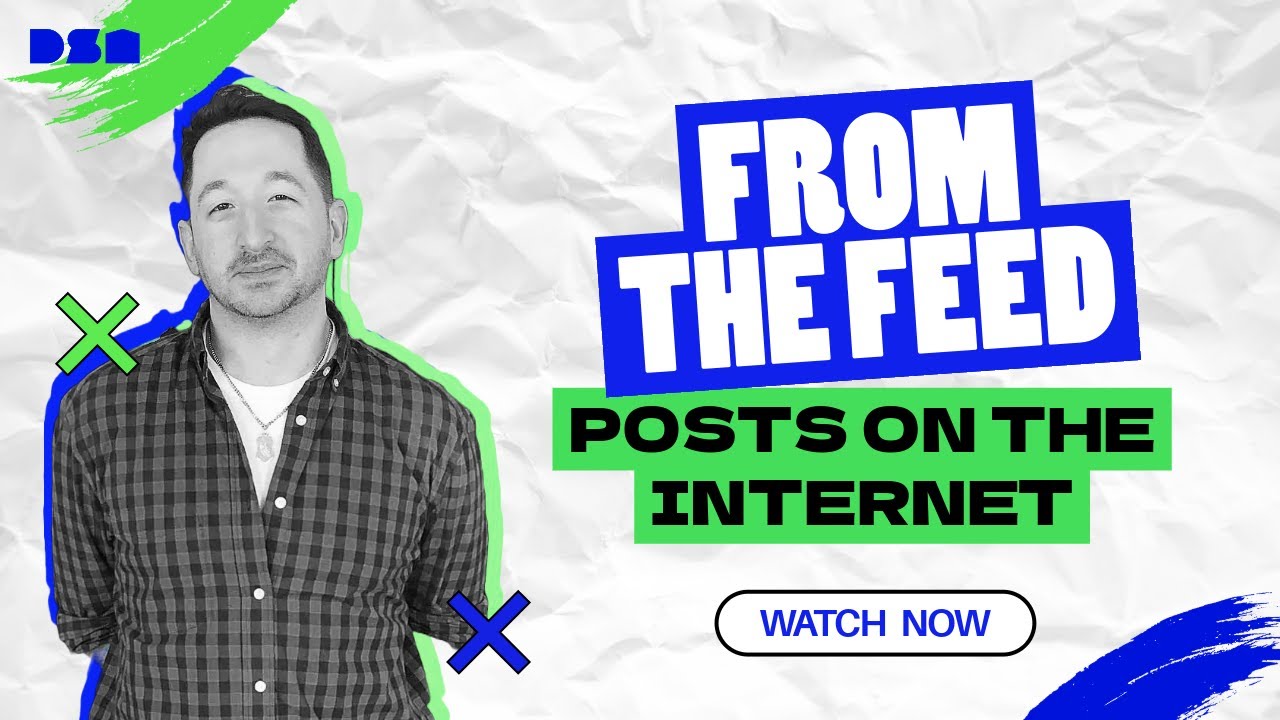 DSN
FROM
THE FEED
POSTS ON THE
INTERNET
WATCH NOW